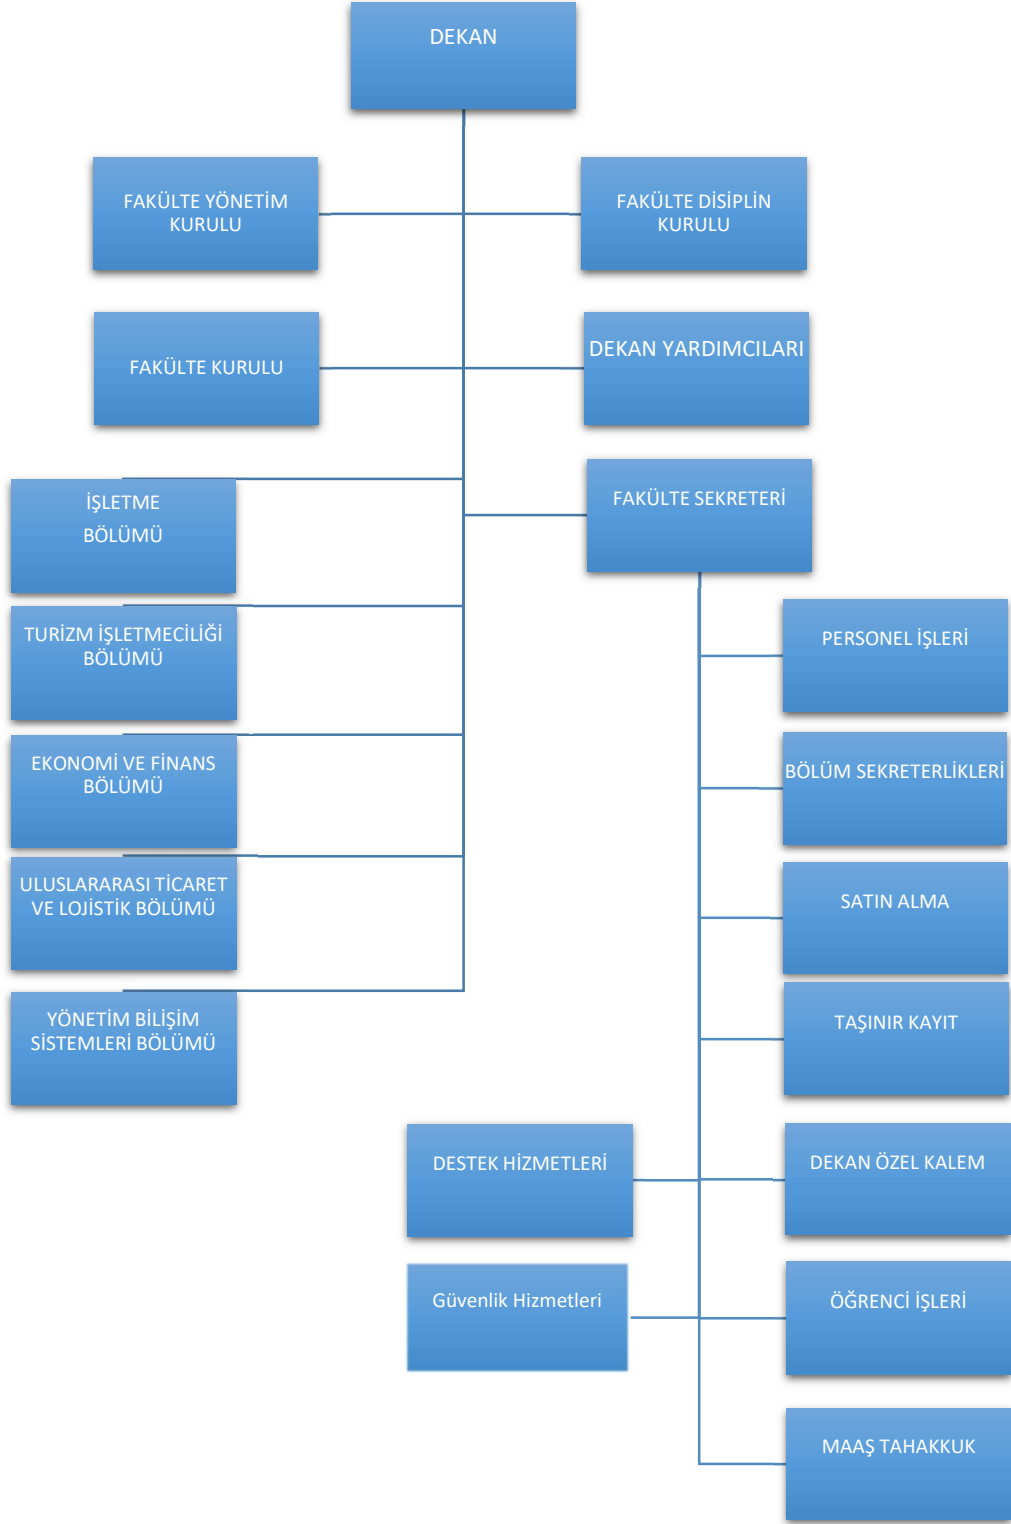 DEKAN
FAKÜLTE YÖNETİM
KURULU
FAKÜLTE DİSİPLİN
KURULU
FAKÜLTE KURULU
DEKAN YARDIMCILARI
İŞLETME
BÖLÜMÜ
FAKÜLTE SEKRETERİ
TURİZM İŞLETMECİLİĞİ
BÖLÜMÜ
PERSONEL İŞLERİ
EKONOMİ VE FİNANS
BÖLÜMÜ
BÖLÜM SEKRETERLİKLERİ
ULUSLARARASI TİCARET
VE LOJİSTİK BÖLÜMÜ
SATIN ALMA
YÖNETİM BİLİŞİM
SİSTEMLERİ BÖLÜMÜ
TAŞINIR KAYIT
DESTEK HİZMETLERİ
DEKAN ÖZEL KALEM
Güvenlik Hizmetleri
ÖĞRENCİ İŞLERİ
MAAŞ TAHAKKUK